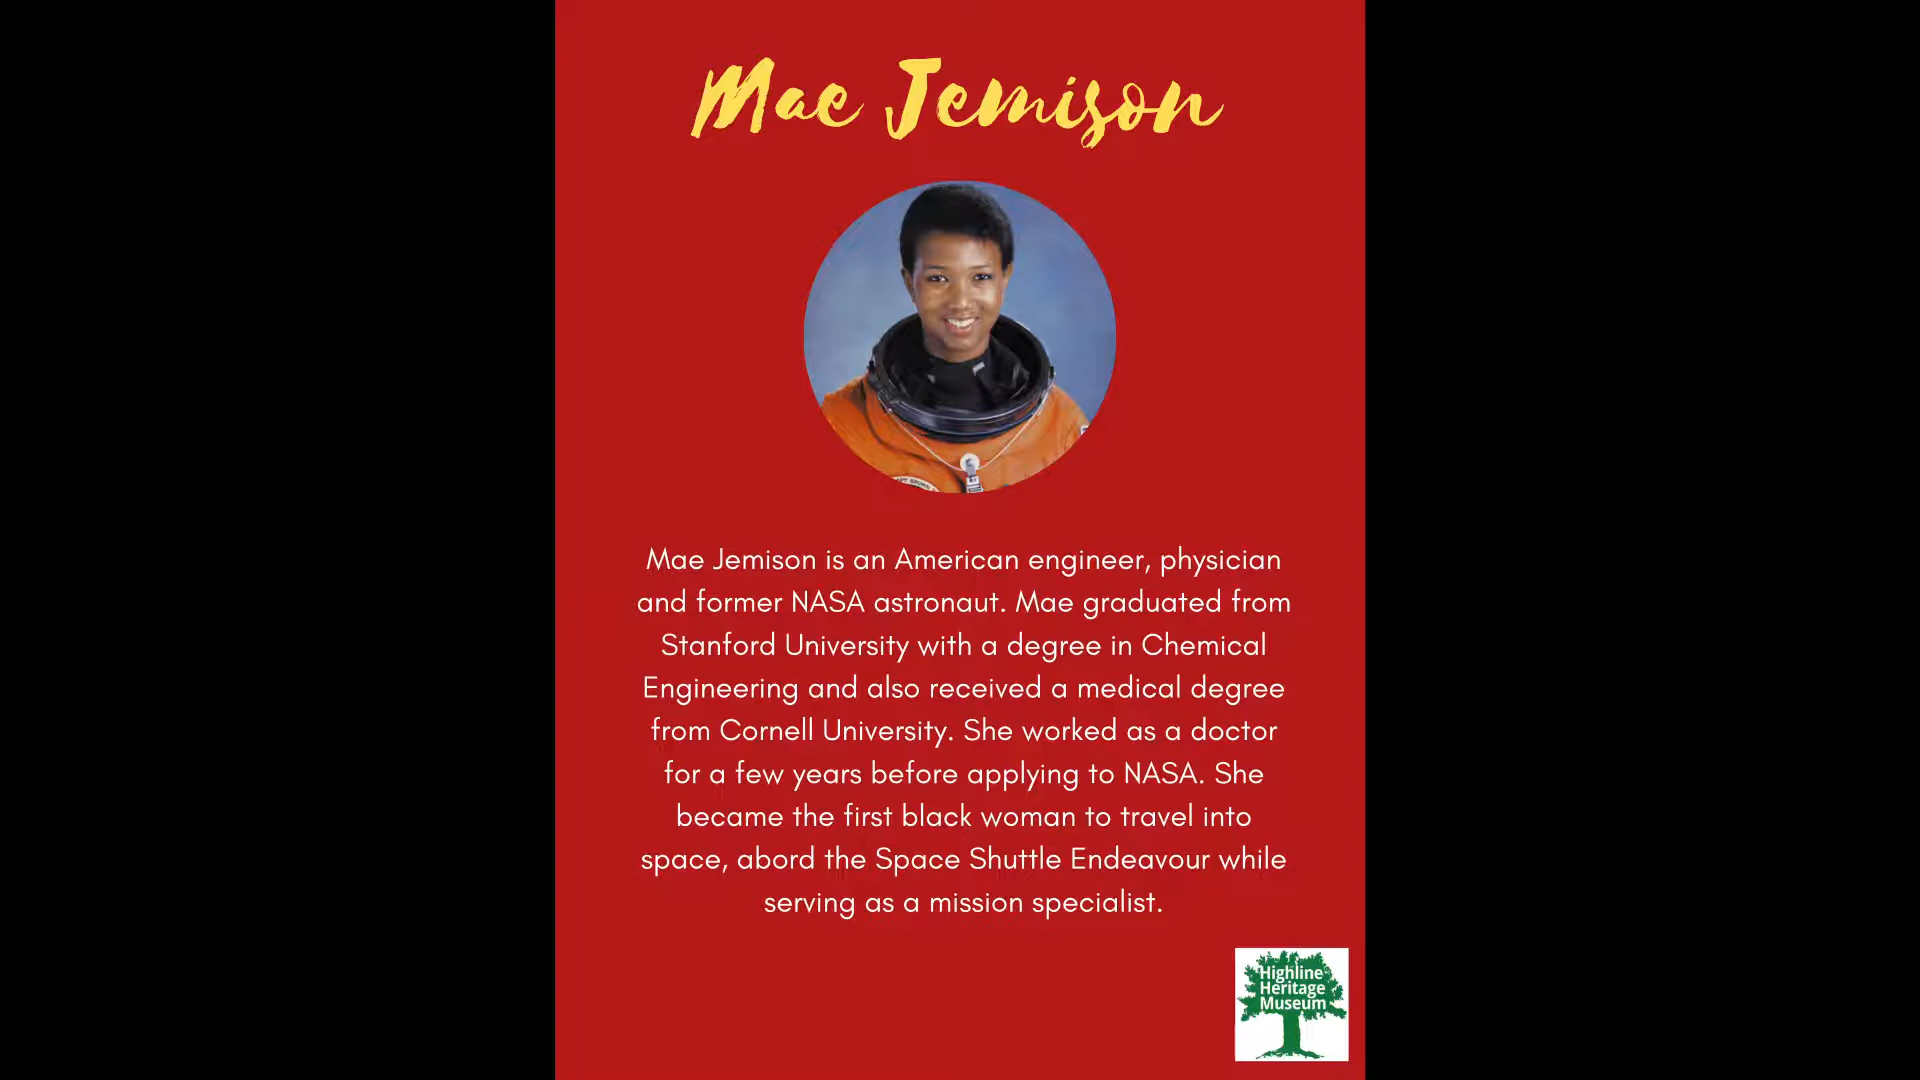 Mae Jemison
Mae Jemison is an American engineer, physician
and former NASA astronaut. Mae graduated from
Stanford University with a degree in Chemical
Engineering and also received a medical degree
from Cornell University. She worked as a doctor
for a few years before applying to NASA. She
became the first black woman to travel into
space, abord the Space Shuttle Endeavour while
serving as a mission specialist.
Highline
Heritage
Museum